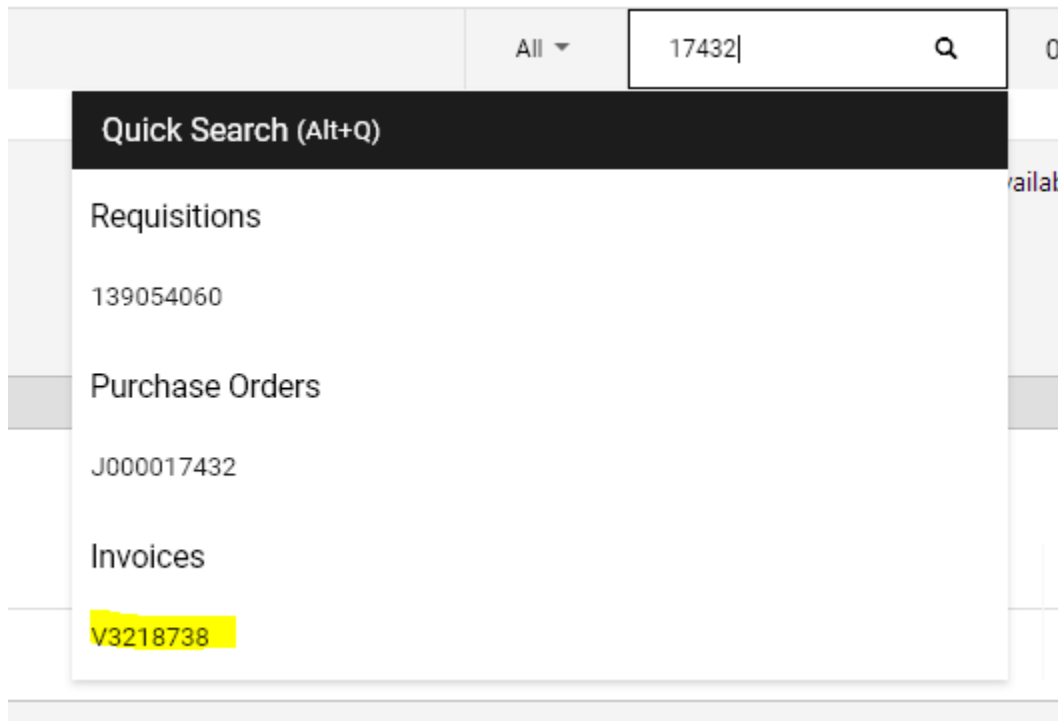 All 17432
Quick Search (Alt+Q)
Requisitions
139054060
Purchase Orders
J000017432
Invoices
V3218738